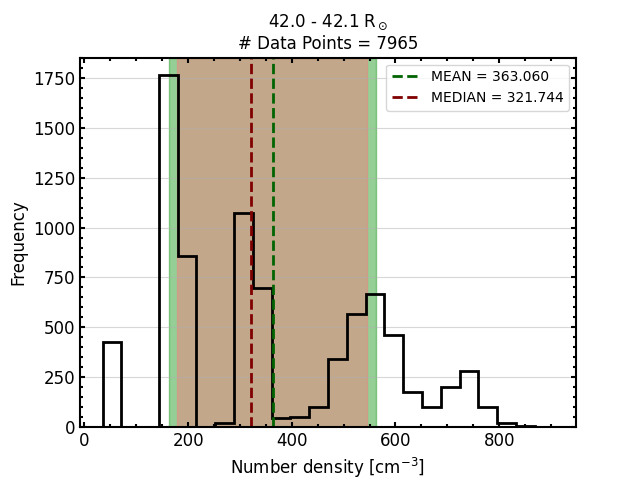 42.0 - 42.1 R⊙
# Data Points = 7965
MEAN = 363.060
MEDIAN = 321.744
Frequency
1750
1500
1250
1000
750
500
250
0
0 200 400 600 800
Number density [cm⁻³]